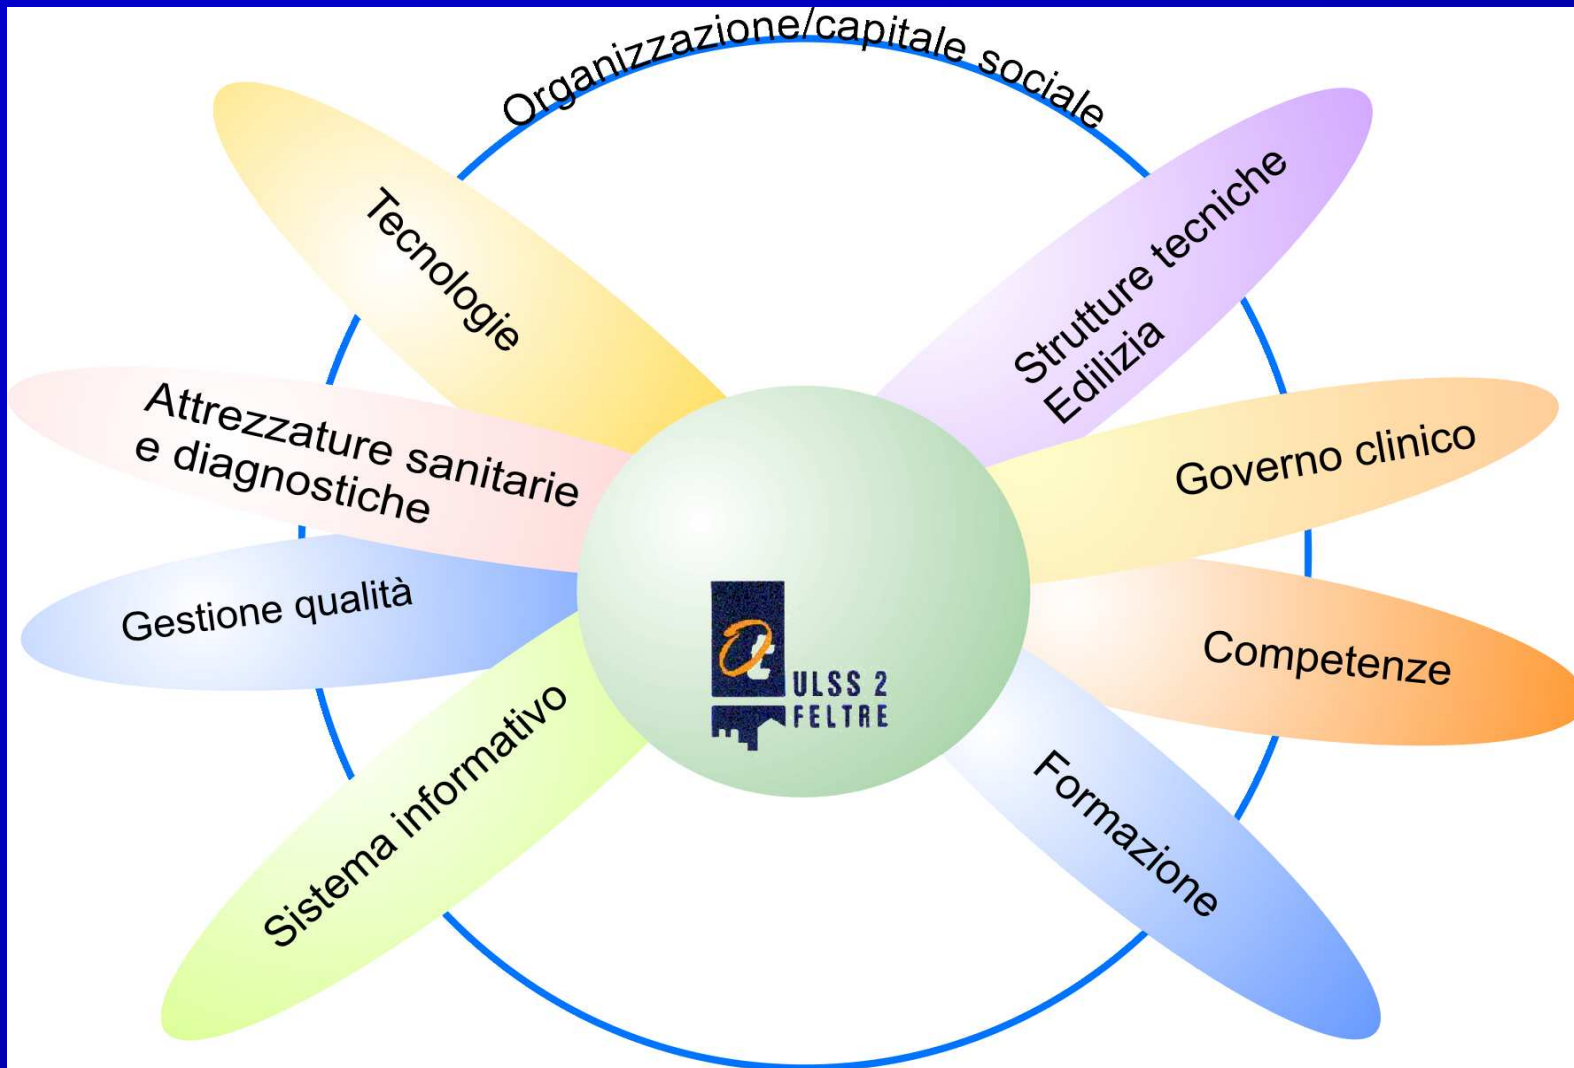 Organizzazione/capitale sociale
Tecnologie
Strutture tecniche
Edilizia
Attrezzature sanitarie
e diagnostiche
Governo clinico
Gestione qualità
Competenze
Sistema informativo
Formazione
ULSS 2
FELTRE